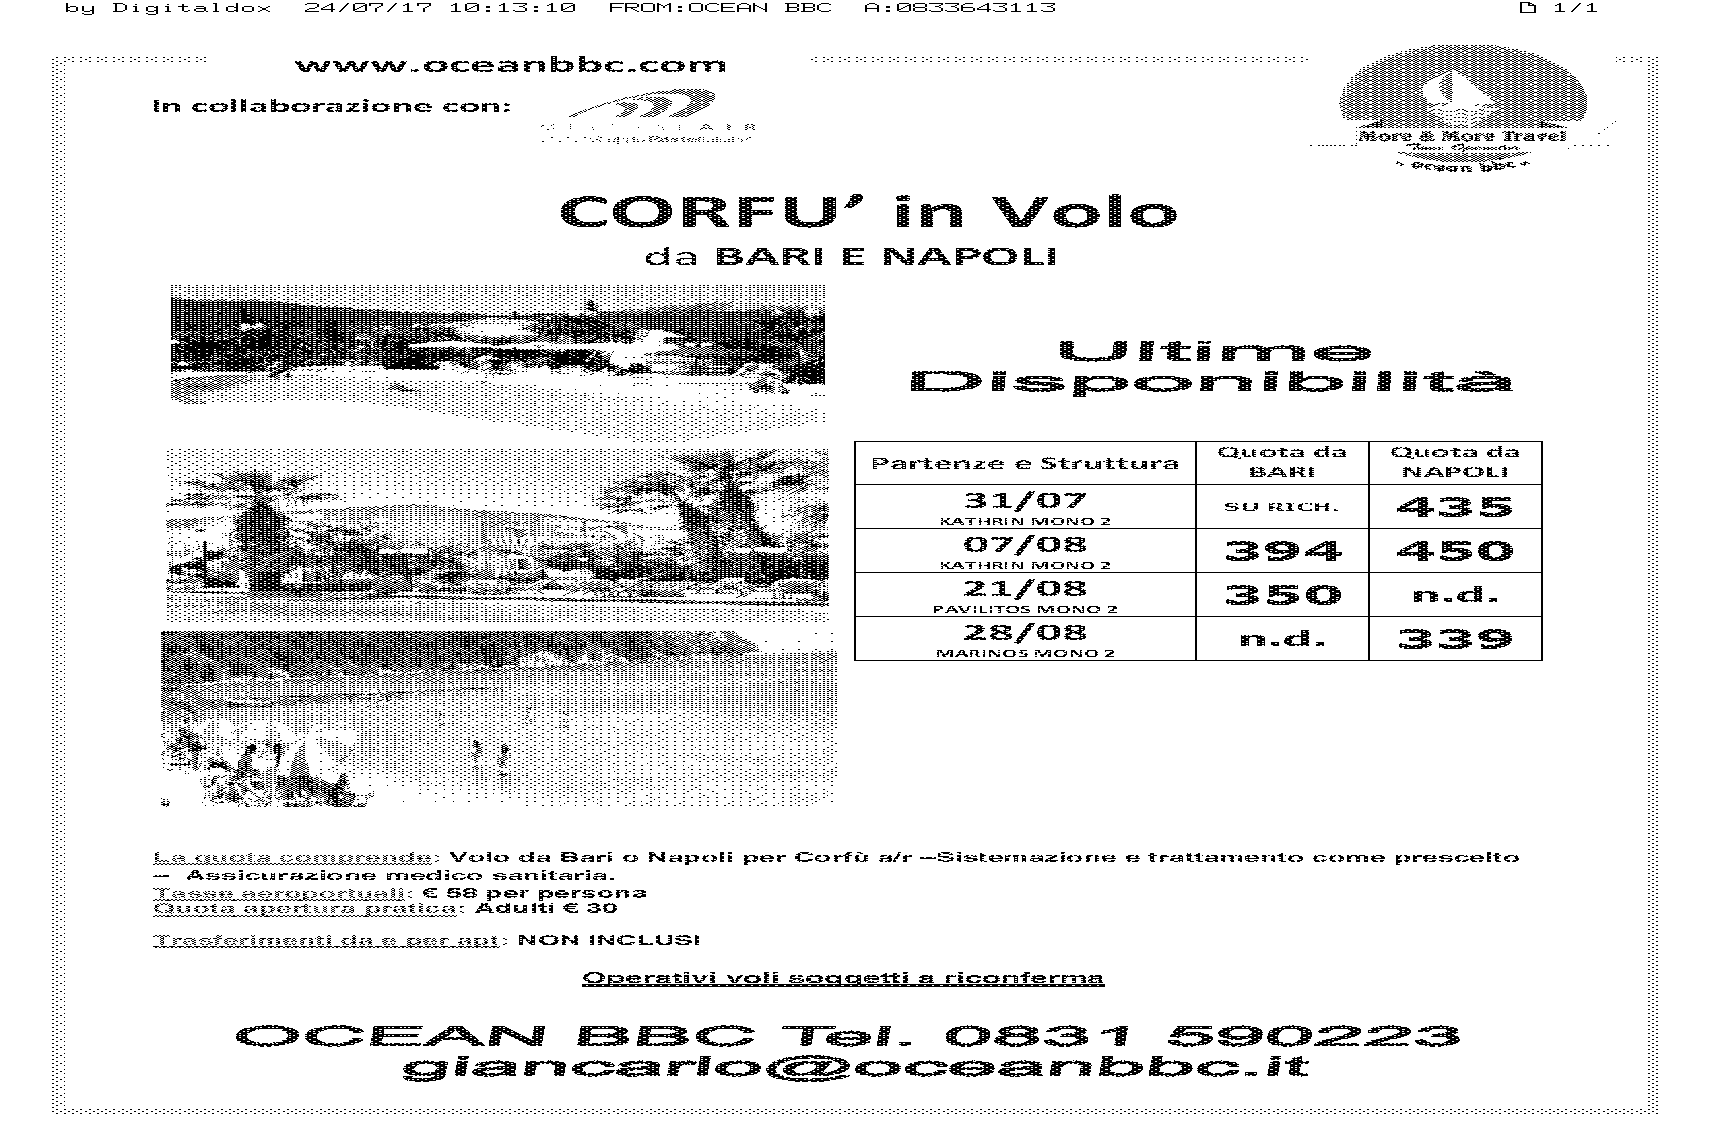 by Digitaldox 24/07/17 10:13:10 FROM:OCEAN BBC A:0833643113 1/1
www.oceanbbc.com
In collaborazione con:
More & More Travel
Ocean bbc
CORFU' in Volo
da BARI E NAPOLI
Ultime
Disponibilità
Partenze e Struttura Quota da BARI Quota da NAPOLI
31/07 SU RICH. 435
KATHRIN MONO 2
07/08 394 450
KATHRIN MONO 2
21/08 350 n.d.
PAVILITOS MONO 2
28/08 n.d. 339
MARINOS MONO 2
La quota comprende: Volo da Bari o Napoli per Corfù a/r –Sistemazione e trattamento come prescelto
– Assicurazione medico sanitaria.
Tasse aeroportuali: € 58 per persona
Quota apertura pratica: Adulti € 30
Trasferimenti da e per apt: NON INCLUSI
Operativi voli soggetti a riconferma
OCEAN BBC Tel. 0831 590223
giancarlo@oceanbbc.it